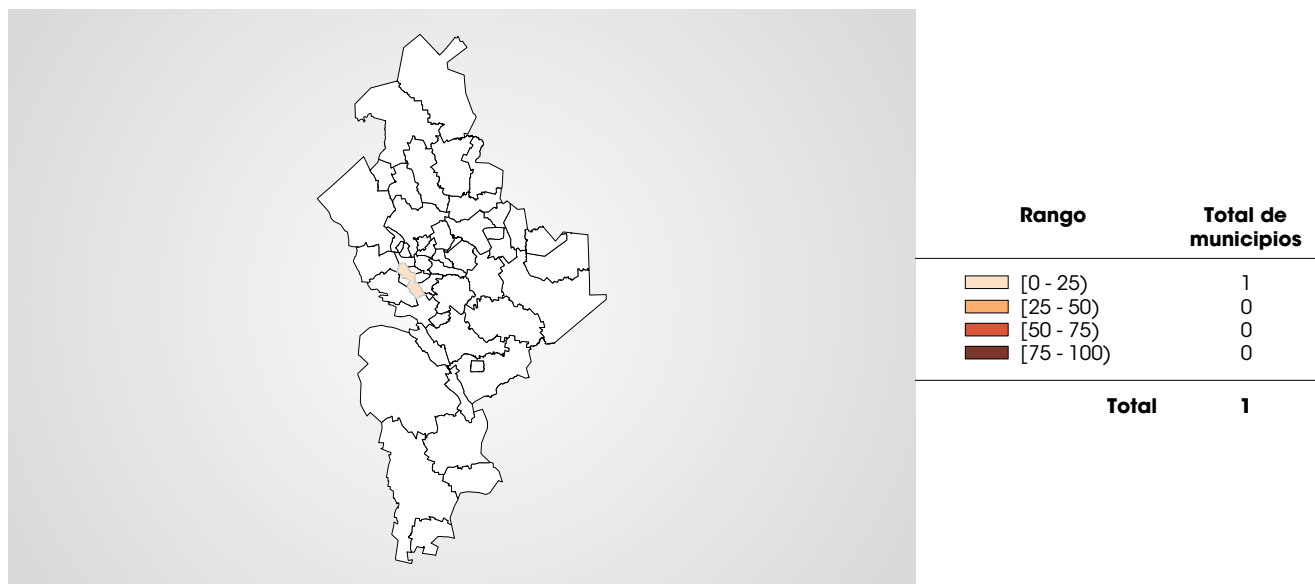 Rango Total de
municipios
[0 - 25) 1
[25 - 50) 0
[50 - 75) 0
[75 - 100) 0
Total 1